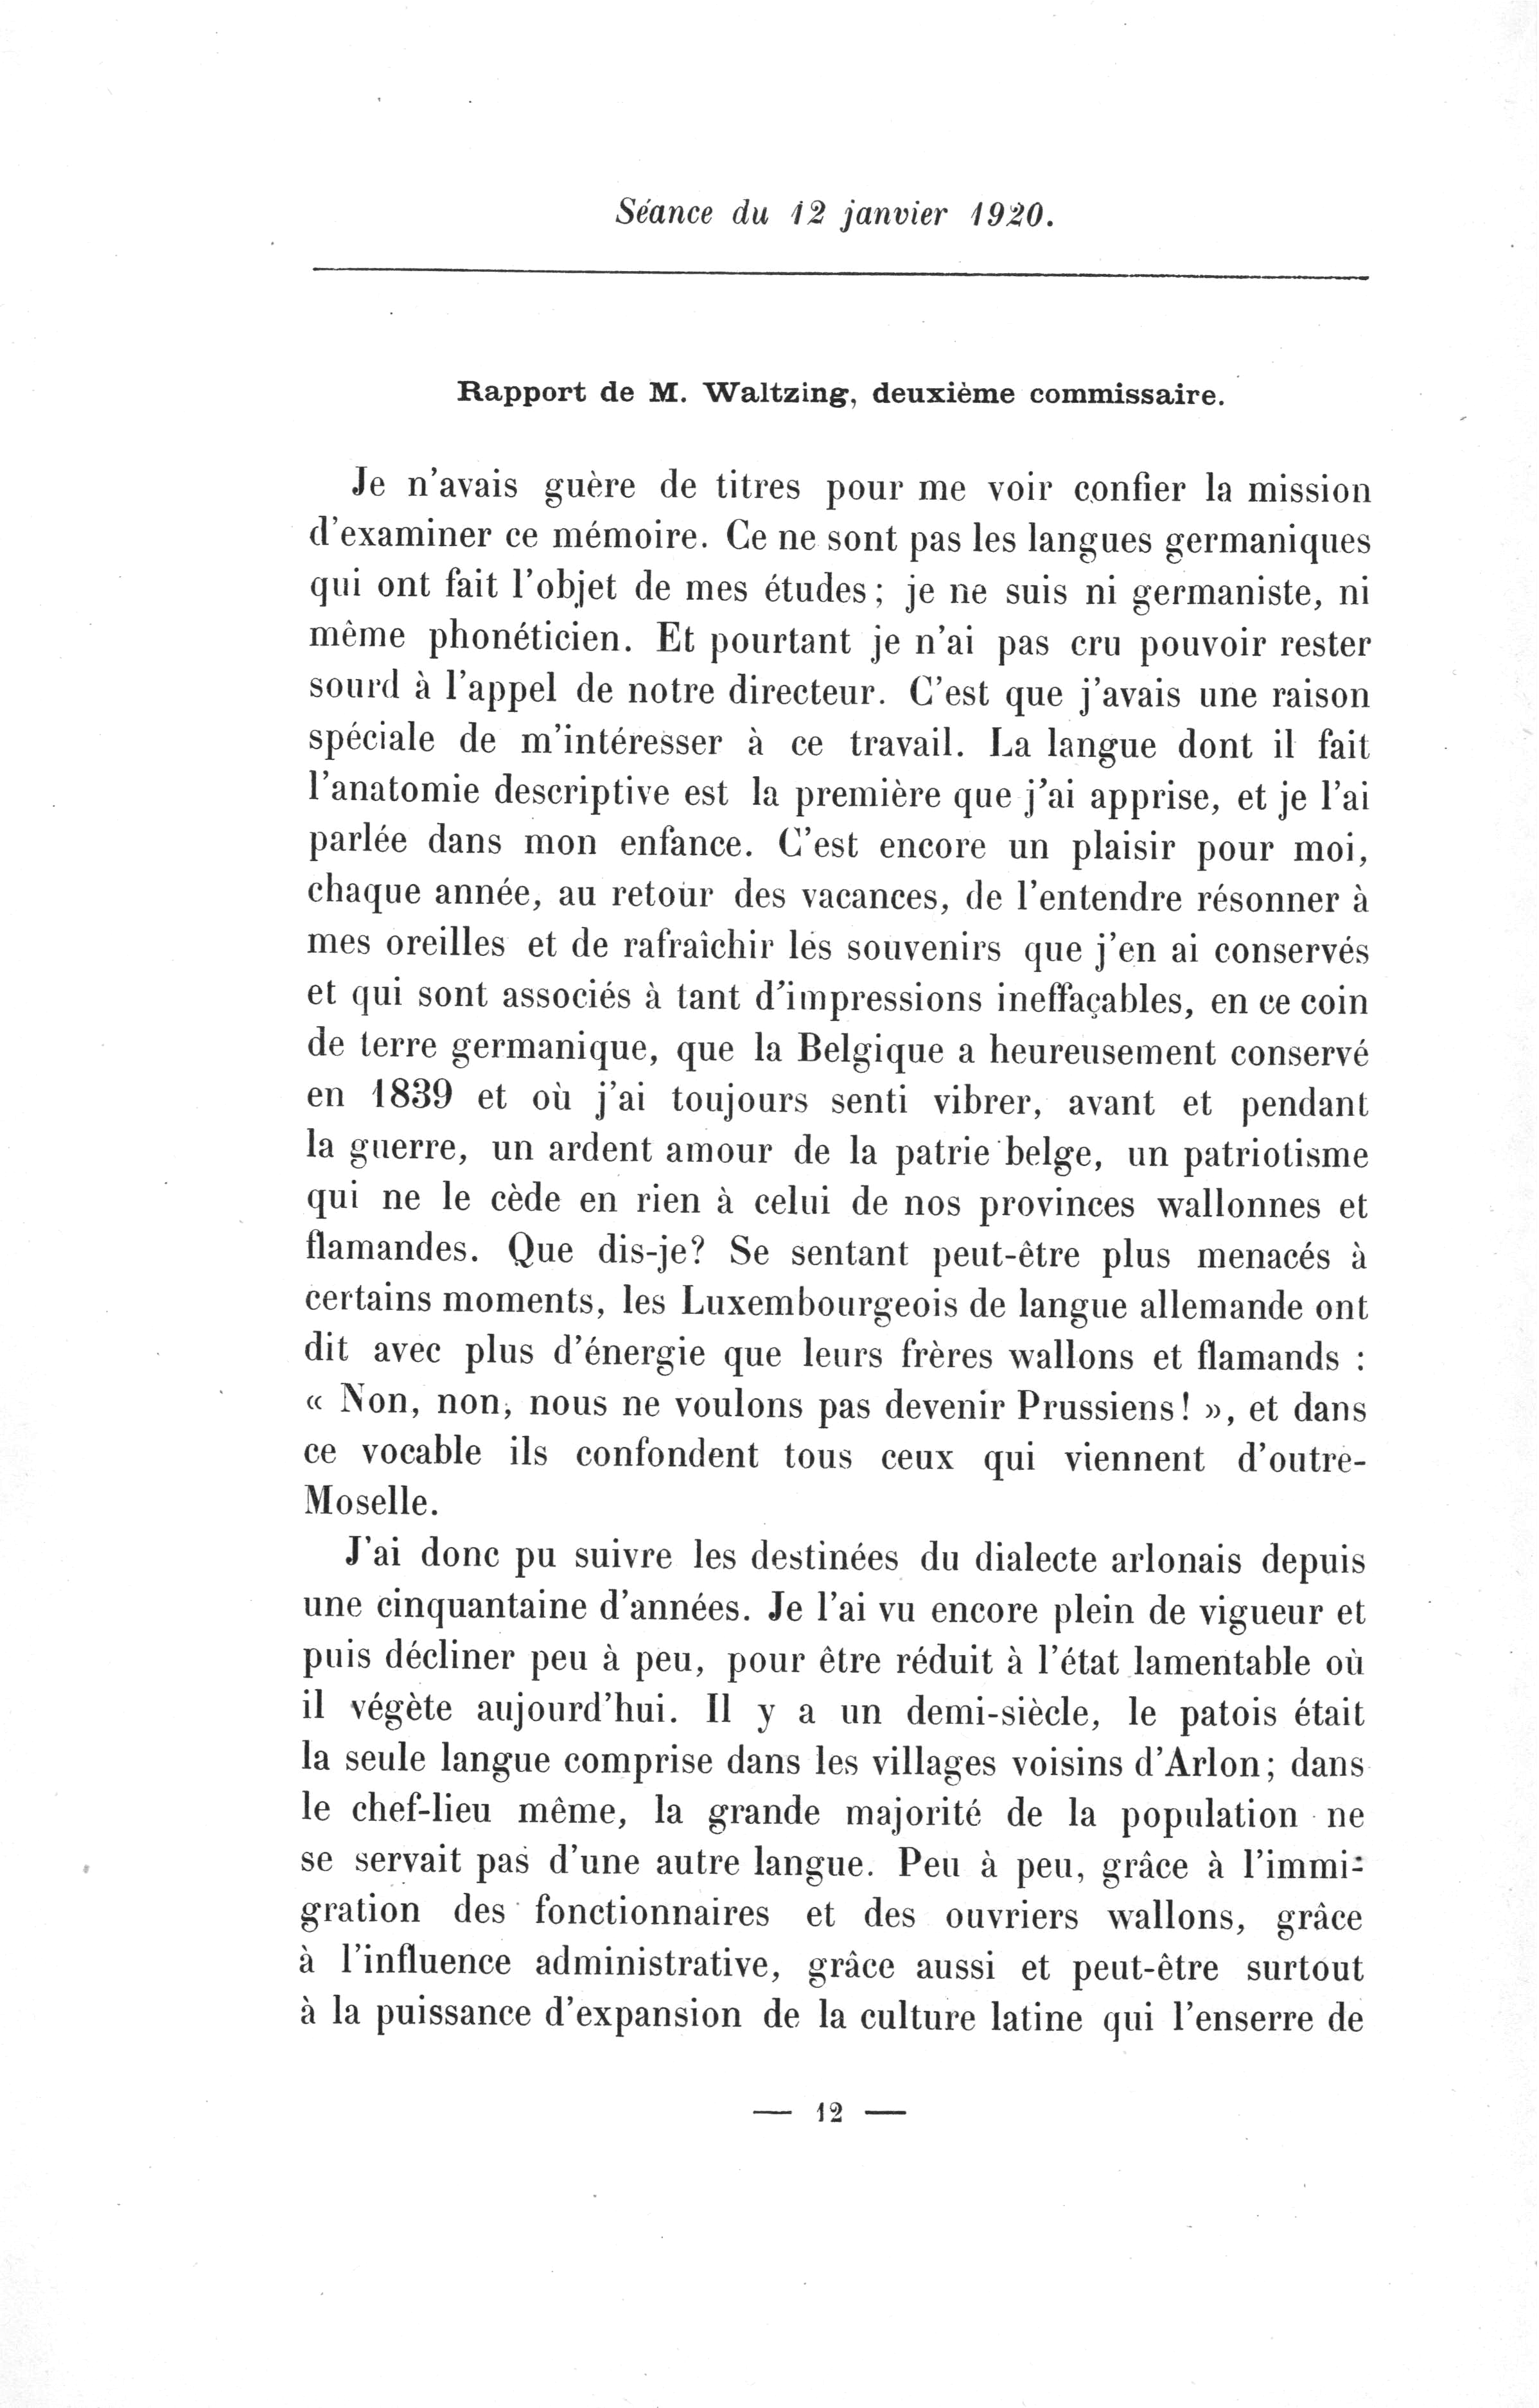 Séance du 12 janvier 1920.
Rapport de M. Waltzing, deuxième commissaire.
Je n'avais guère de titres pour me voir confier la mission
d'examiner ce mémoire. Ce ne sont pas les langues germaniques
qui ont fait l'objet de mes études ; je ne suis ni germaniste, ni
même phonéticien. Et pourtant je n'ai pas cru pouvoir rester
sourd à l'appel de notre directeur. C'est que j'avais une raison
spéciale de m'intéresser à ce travail. La langue dont il fait
l'anatomie descriptive est la première que j'ai apprise, et je l'ai
parlée dans mon enfance. C'est encore un plaisir pour moi,
chaque année, au retour des vacances, de l'entendre résonner à
mes oreilles et de rafraîchir les souvenirs que j'en ai conservés
et qui sont associés à tant d'impressions ineffaçables, en ce coin
de terre germanique, que la Belgique a heureusement conservé
en 1839 et où j'ai toujours senti vibrer, avant et pendant
la guerre, un ardent amour de la patrie belge, un patriotisme
qui ne le cède en rien à celui de nos provinces wallonnes et
flamandes. Que dis-je? Se sentant peut-être plus menacés à
certains moments, les Luxembourgeois de langue allemande ont
dit avec plus d'énergie que leurs frères wallons et flamands :
« Non, non, nous ne voulons pas devenir Prussiens! », et dans
ce vocable ils confondent tous ceux qui viennent d'outre-
Moselle.
J'ai donc pu suivre les destinées du dialecte arlonais depuis
une cinquantaine d'années. Je l'ai vu encore plein de vigueur et
puis décliner peu à peu, pour être réduit à l'état lamentable où
il végète aujourd'hui. Il y a un demi-siècle, le patois était
la seule langue comprise dans les villages voisins d'Arlon; dans
le chef-lieu même, la grande majorité de la population ne
se servait pas d'une autre langue. Peu à peu, grâce à l'immi-
gration des fonctionnaires et des ouvriers wallons, grâce
à l'influence administrative, grâce aussi et peut-être surtout
à la puissance d'expansion de la culture latine qui l'enserre de
— 12 —